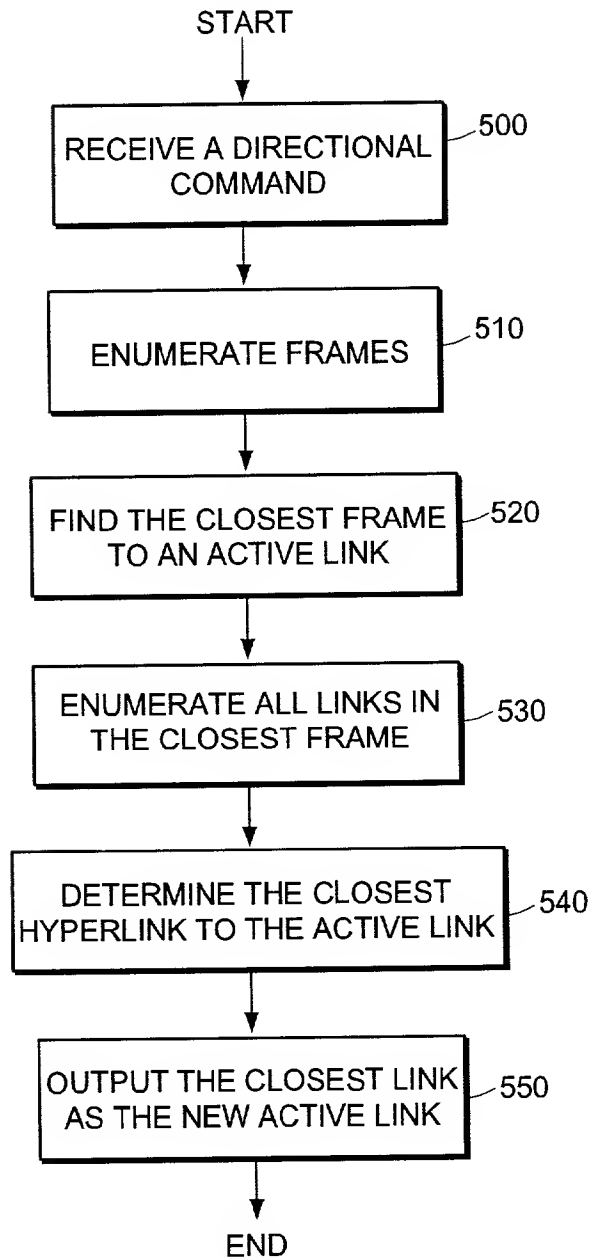 START
RECEIVE A DIRECTIONAL
COMMAND
500
ENUMERATE FRAMES
510
FIND THE CLOSEST FRAME
TO AN ACTIVE LINK
520
ENUMERATE ALL LINKS IN
THE CLOSEST FRAME
530
DETERMINE THE CLOSEST
HYPERLINK TO THE ACTIVE LINK
540
OUTPUT THE CLOSEST LINK
AS THE NEW ACTIVE LINK
550
END